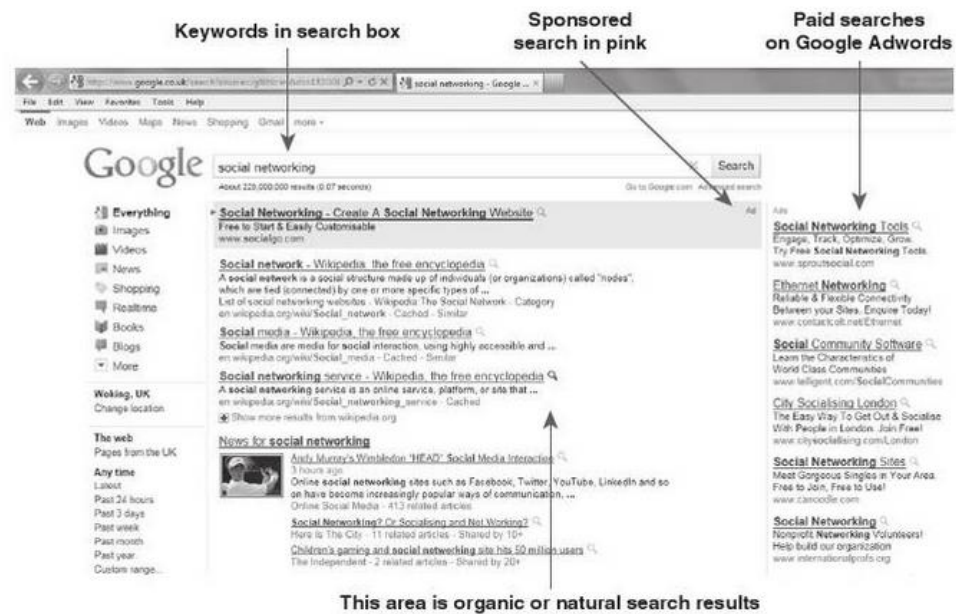 Keywords in search box
Sponsored
search in pink
Paid searches
on Google Adwords
social networking - Google ...
File Edit View Favorites Tools Help
Web Images Videos Maps News Shopping Gmail more
Google
social networking
Search
About 220,000,000 results (0.07 seconds)
Go to Google.com Advanced search
Everything
Images
Videos
News
Shopping
Realtime
Books
Blogs
More
Woking, UK
Change location
The web
Pages from the UK
Any time
Latest
Past 24 hours
Past 3 days
Past week
Past month
Past year
Custom range...
Social Networking - Create A Social Networking Website
Ad
Free to Start & Easily Customisable
www.socialgo.com
Social network - Wikipedia, the free encyclopedia
A social network is a social structure made up of individuals (or organizations) called "nodes",
which are tied (connected) by one or more specific types of ...
List of social networking websites - Wikipedia The Social Network - Category
en.wikipedia.org/wiki/Social_network - Cached - Similar
Social media - Wikipedia, the free encyclopedia
Social media are media for social interaction, using highly accessible and ...
en.wikipedia.org/wiki/Social_media - Cached - Similar
Social networking service - Wikipedia, the free encyclopedia
A social networking service is an online service, platform, or site that ...
en.wikipedia.org/wiki/Social_networking_service - Cached
Show more results from wikipedia.org
News for social networking
Andy Murray's Wimbledon "HEAD" Social Media Interaction
3 hours ago
Online social networking sites such as Facebook, Twitter, YouTube, LinkedIn and so
on have become increasingly popular ways of communication, ...
Online Social Media - 413 related articles
Social Networking? Or Socialising and Not Working?
Here Is The City - 11 related articles - Shared by 10+
Children's gaming and social networking site hits 50 million users
The Independent - 2 related articles - Shared by 20+
Ads
Social Networking Tools
Engage, Track, Optimize, Grow.
Try Free Social Networking Tools
www.sproutsocial.com
Ethernet Networking
Reliable & Flexible Connectivity
Between your Sites. Enquire Today!
www.contactcolt.net/Ethernet
Social Community Software
Learn the Characteristics of
World Class Communities
www.telligent.com/SocialCommunities
City Socialising London
The Easy Way To Get Out & Socialise
With People in London. Join Free!
www.citysocialising.com/London
Social Networking Sites
Meet Gorgeous Singles in Your Area.
Free to Join, Free to Use!
www.canoodle.com
Social Networking
Nonprofit Networking Volunteers!
Help build our organization
www.internationalprofs.org
This area is organic or natural search results